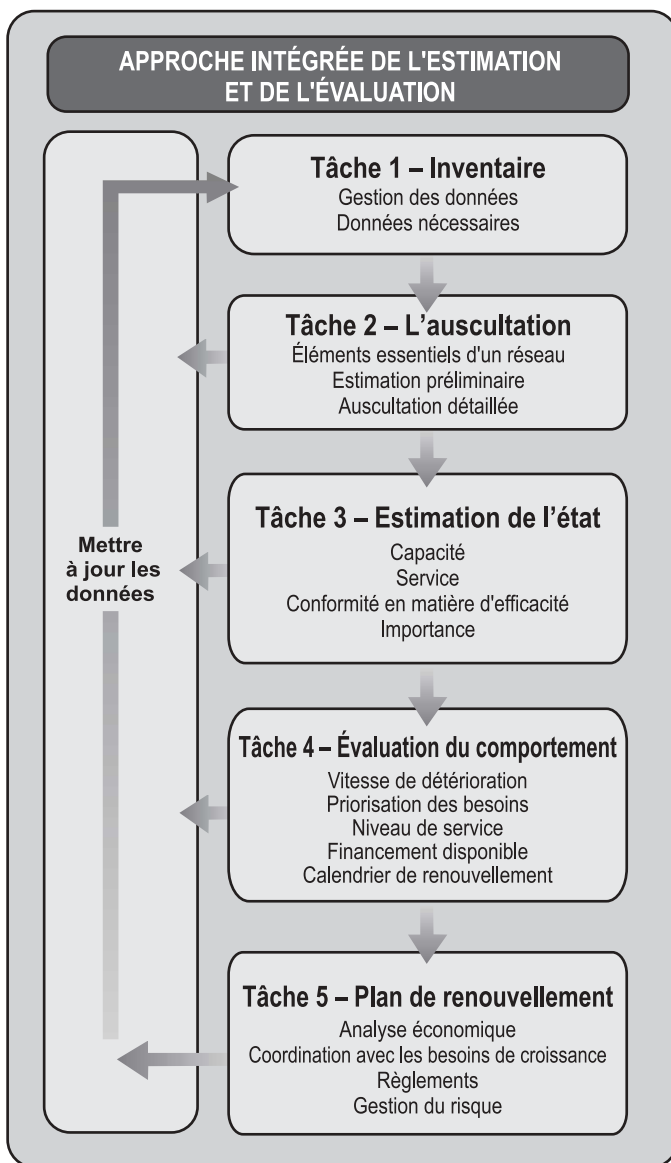 APPROCHE INTÉGRÉE DE L'ESTIMATION
ET DE L'ÉVALUATION
Tâche 1 – Inventaire
Gestion des données
Données nécessaires
Tâche 2 – L’auscultation
Éléments essentiels d'un réseau
Estimation préliminaire
Auscultation détaillée
Tâche 3 – Estimation de l’état
Capacité
Service
Conformité en matière d'efficacité
Importance
Mettre
à jour les
données
Tâche 4 – Évaluation du comportement
Vitesse de détérioration
Priorisation des besoins
Niveau de service
Financement disponible
Calendrier de renouvellement
Tâche 5 – Plan de renouvellement
Analyse économique
Coordination avec les besoins de croissance
Règlements
Gestion du risque